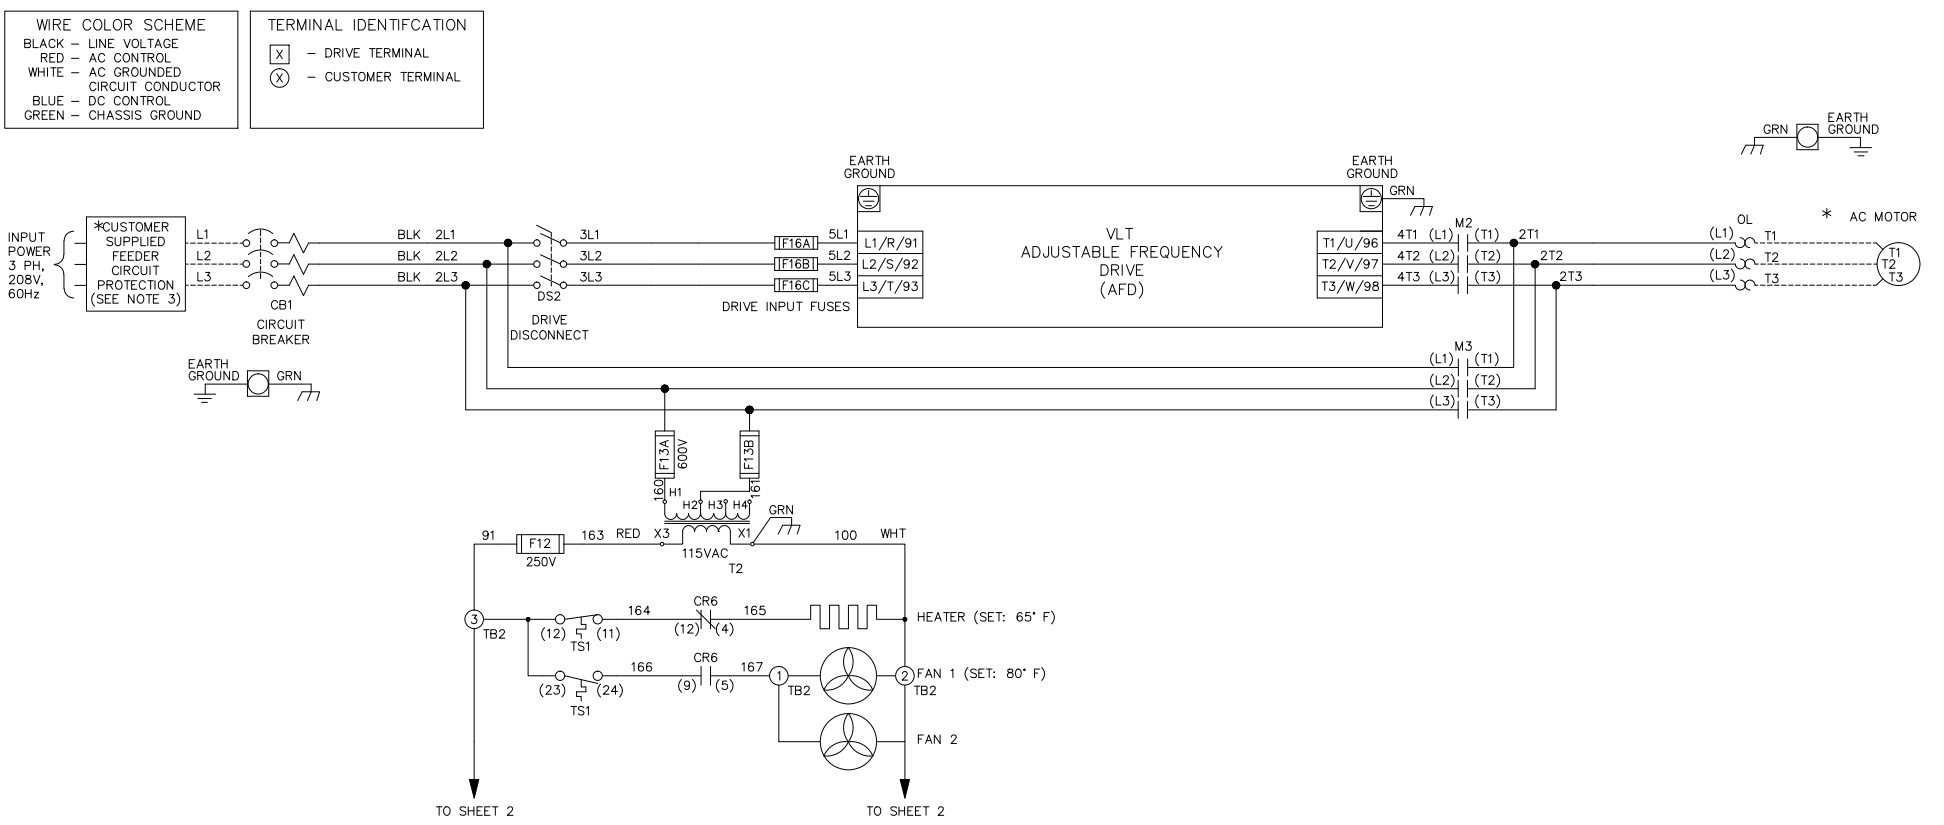 WIRE COLOR SCHEME
BLACK – LINE VOLTAGE
RED – AC CONTROL
WHITE – AC GROUNDED
CIRCUIT CONDUCTOR
BLUE – DC CONTROL
GREEN – CHASSIS GROUND
TERMINAL IDENTIFCATION
X – DRIVE TERMINAL
X – CUSTOMER TERMINAL
GRN
EARTH
GROUND
INPUT
POWER
3 PH,
208V,
60Hz
*CUSTOMER
SUPPLIED
FEEDER
CIRCUIT
PROTECTION
(SEE NOTE 3)
L1
L2
L3
CB1
CIRCUIT
BREAKER
BLK 2L1
BLK 2L2
BLK 2L3
DS2
DRIVE
DISCONNECT
3L1
3L2
3L3
F16A
F16B
F16C
DRIVE INPUT FUSES
5L1
5L2
5L3
EARTH
GROUND
L1/R/91
L2/S/92
L3/T/93
VLT
ADJUSTABLE FREQUENCY
DRIVE
(AFD)
EARTH
GROUND
GRN
T1/U/96
T2/V/97
T3/W/98
4T1 (L1)
4T2 (L2)
4T3 (L3)
M2
(T1)
(T2)
(T3)
2T1
2T2
2T3
OL
(L1)
(L2)
(L3)
T1
T2
T3
* AC MOTOR
T1
T2
T3
M3
(L1) (T1)
(L2) (T2)
(L3) (T3)
EARTH
GROUND
GRN
F13A
600V
F13B
160
161
H1
H2
H3
H4
GRN
91
F12
250V
163
RED
X3
X1
115VAC
T2
100
WHT
3
TB2
(12)
(11)
TS1
164
CR6
(12)
(4)
165
HEATER (SET: 65° F)
(23)
(24)
TS1
166
CR6
(9)
(5)
167
1
TB2
2
TB2
FAN 1 (SET: 80° F)
FAN 2
TO SHEET 2
TO SHEET 2